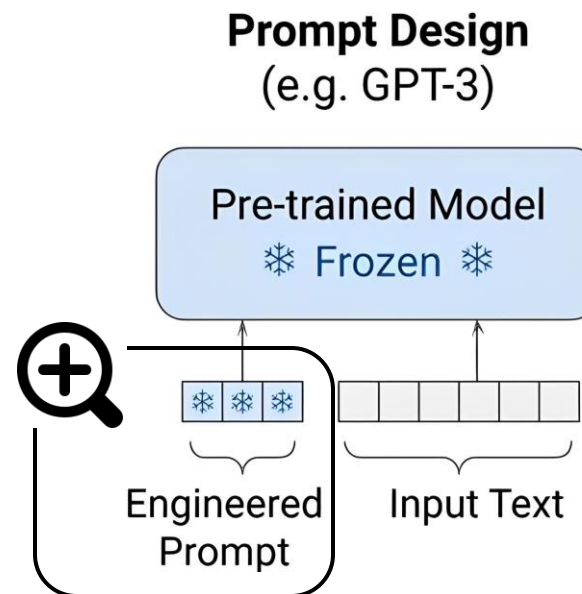 Prompt Design
(e.g. GPT-3)
Pre-trained Model
Frozen
Engineered
Prompt
Input Text